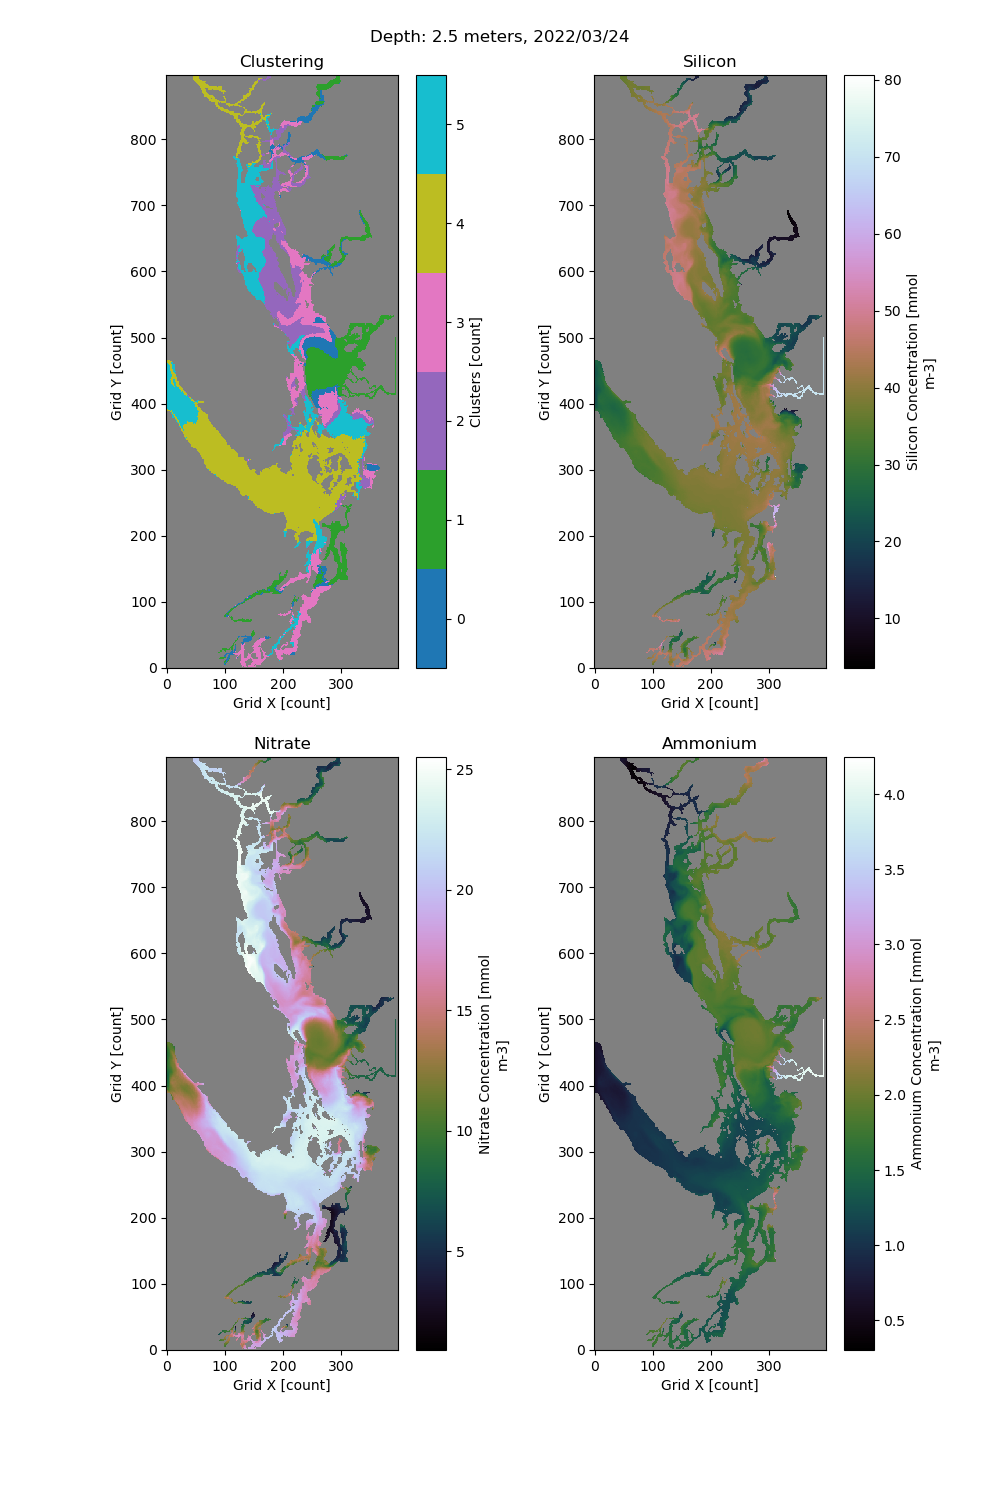 Depth: 2.5 meters, 2022/03/24
Clustering
Silicon
800
700
600
500
400
300
200
100
0
0 100 200 300
Grid X [count]
Grid Y [count]
5
4
3
2
1
0
Clusters [count]
800
700
600
500
400
300
200
100
0
0 100 200 300
Grid X [count]
Grid Y [count]
80
70
60
50
40
30
20
10
Silicon Concentration [mmol
m-3]
Nitrate
Ammonium
800
700
600
500
400
300
200
100
0
0 100 200 300
Grid X [count]
Grid Y [count]
25
20
15
10
5
Nitrate Concentration [mmol
m-3]
800
700
600
500
400
300
200
100
0
0 100 200 300
Grid X [count]
Grid Y [count]
4.0
3.5
3.0
2.5
2.0
1.5
1.0
0.5
Ammonium Concentration [mmol
m-3]